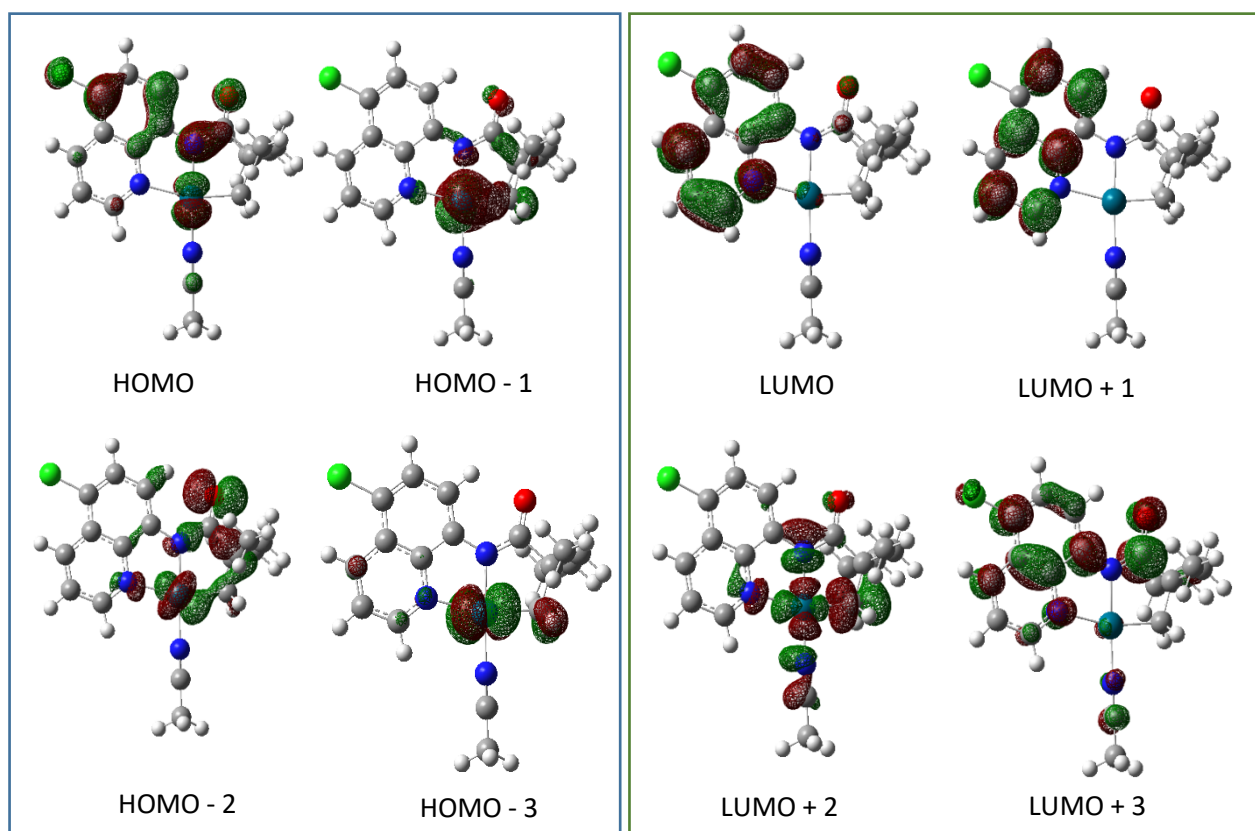 HOMO
HOMO - 1
LUMO
LUMO + 1
HOMO - 2
HOMO - 3
LUMO + 2
LUMO + 3